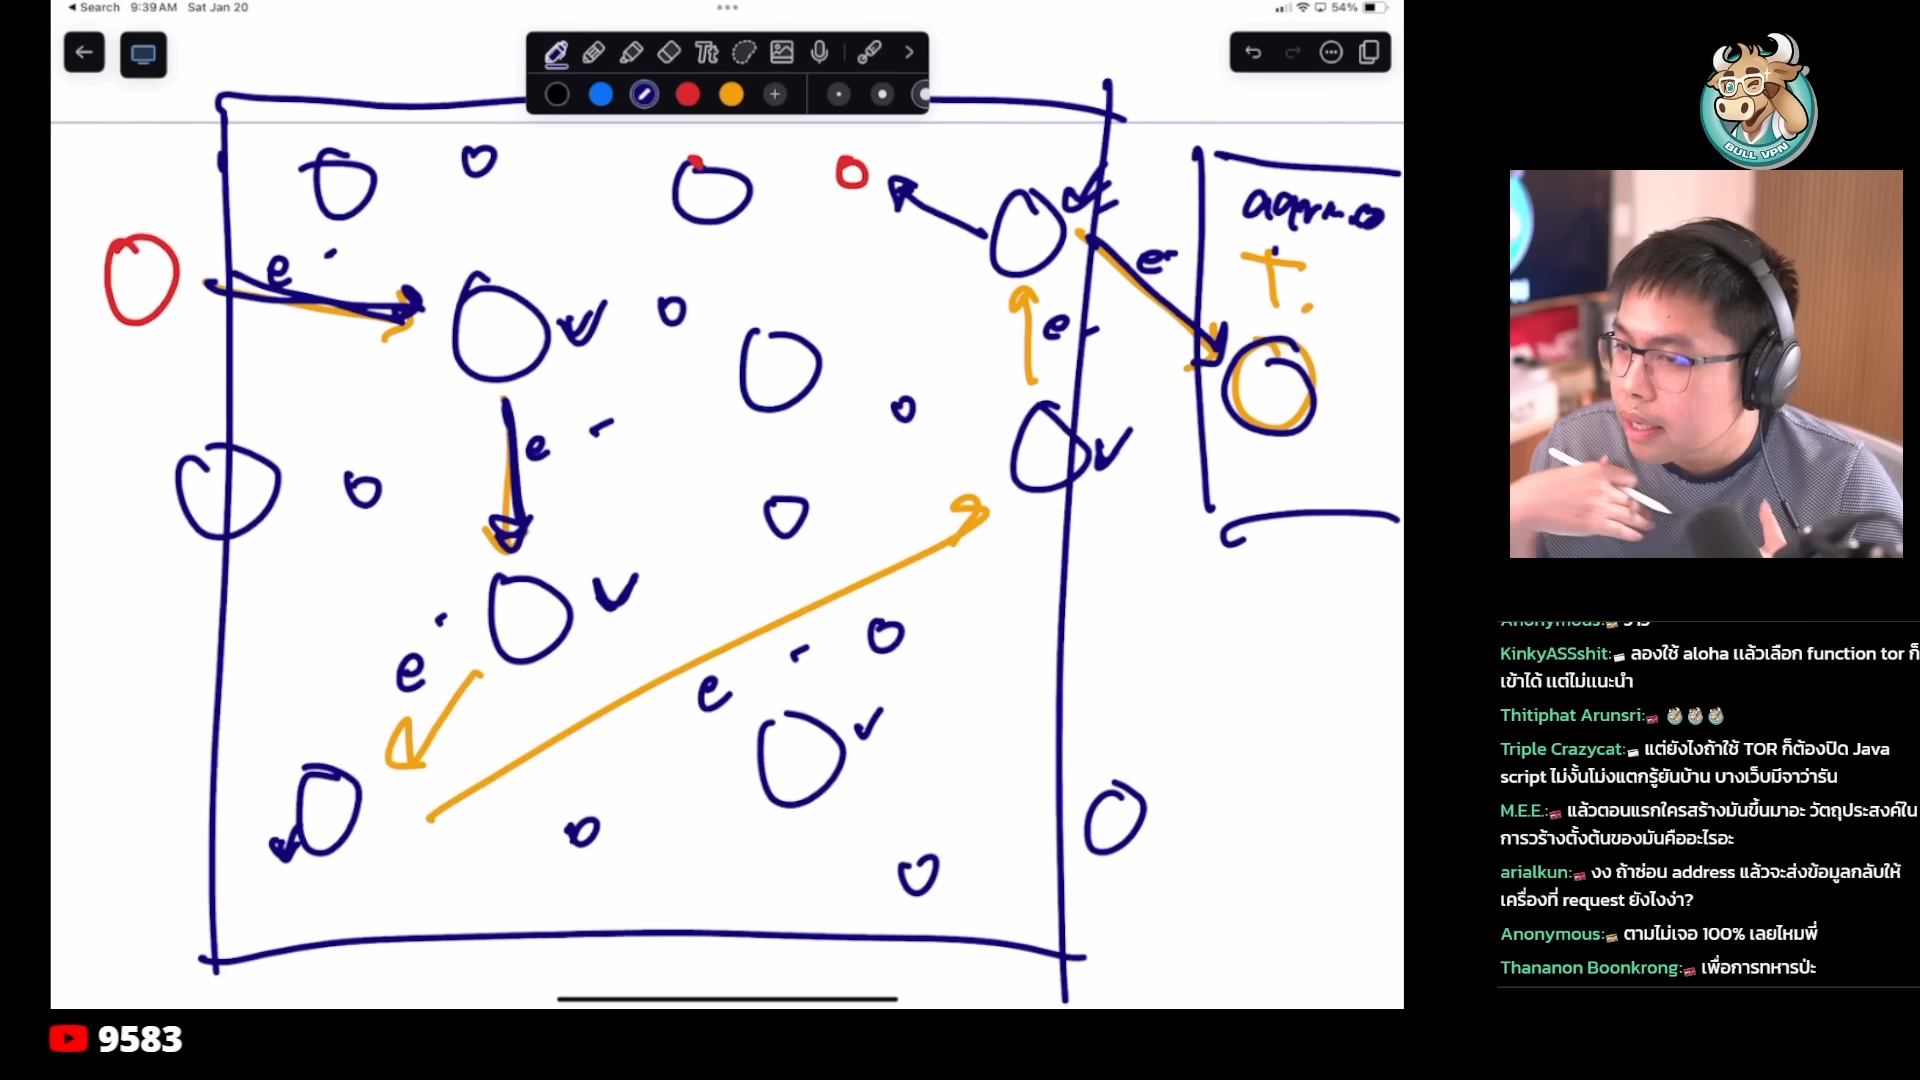 Search 9:39 AM Sat Jan 20
54%
Tt
BULL VPN
e
e
e
e
e
e
T.
Anonymous:
KinkyASSshit: ลองใช้ aloha แล้วเลือก function tor ก็
เข้าได้ แต่ไม่แนะนำ
Thitiphat Arunsri:
Triple Crazycat: แต่ยังไงถ้าใช้ TOR ก็ต้องปิด Java
script ไม่งั้นโม่งแตกรู้ยันบ้าน บางเว็บมีจาว่ารัน
M.E.E.: แล้วตอนแรกใครสร้างมันขึ้นมาอะ วัตถุประสงค์ใน
การวร้างตั้งต้นของมันคืออะไรอะ
arialkun: งง ถ้าซ่อน address แล้วจะส่งข้อมูลกลับให้
เครื่องที่ request ยังไงง่า?
Anonymous: ตามไม่เจอ 100% เลยไหมพี่
Thananon Boonkrong: เพื่อการทหารป่ะ
9583